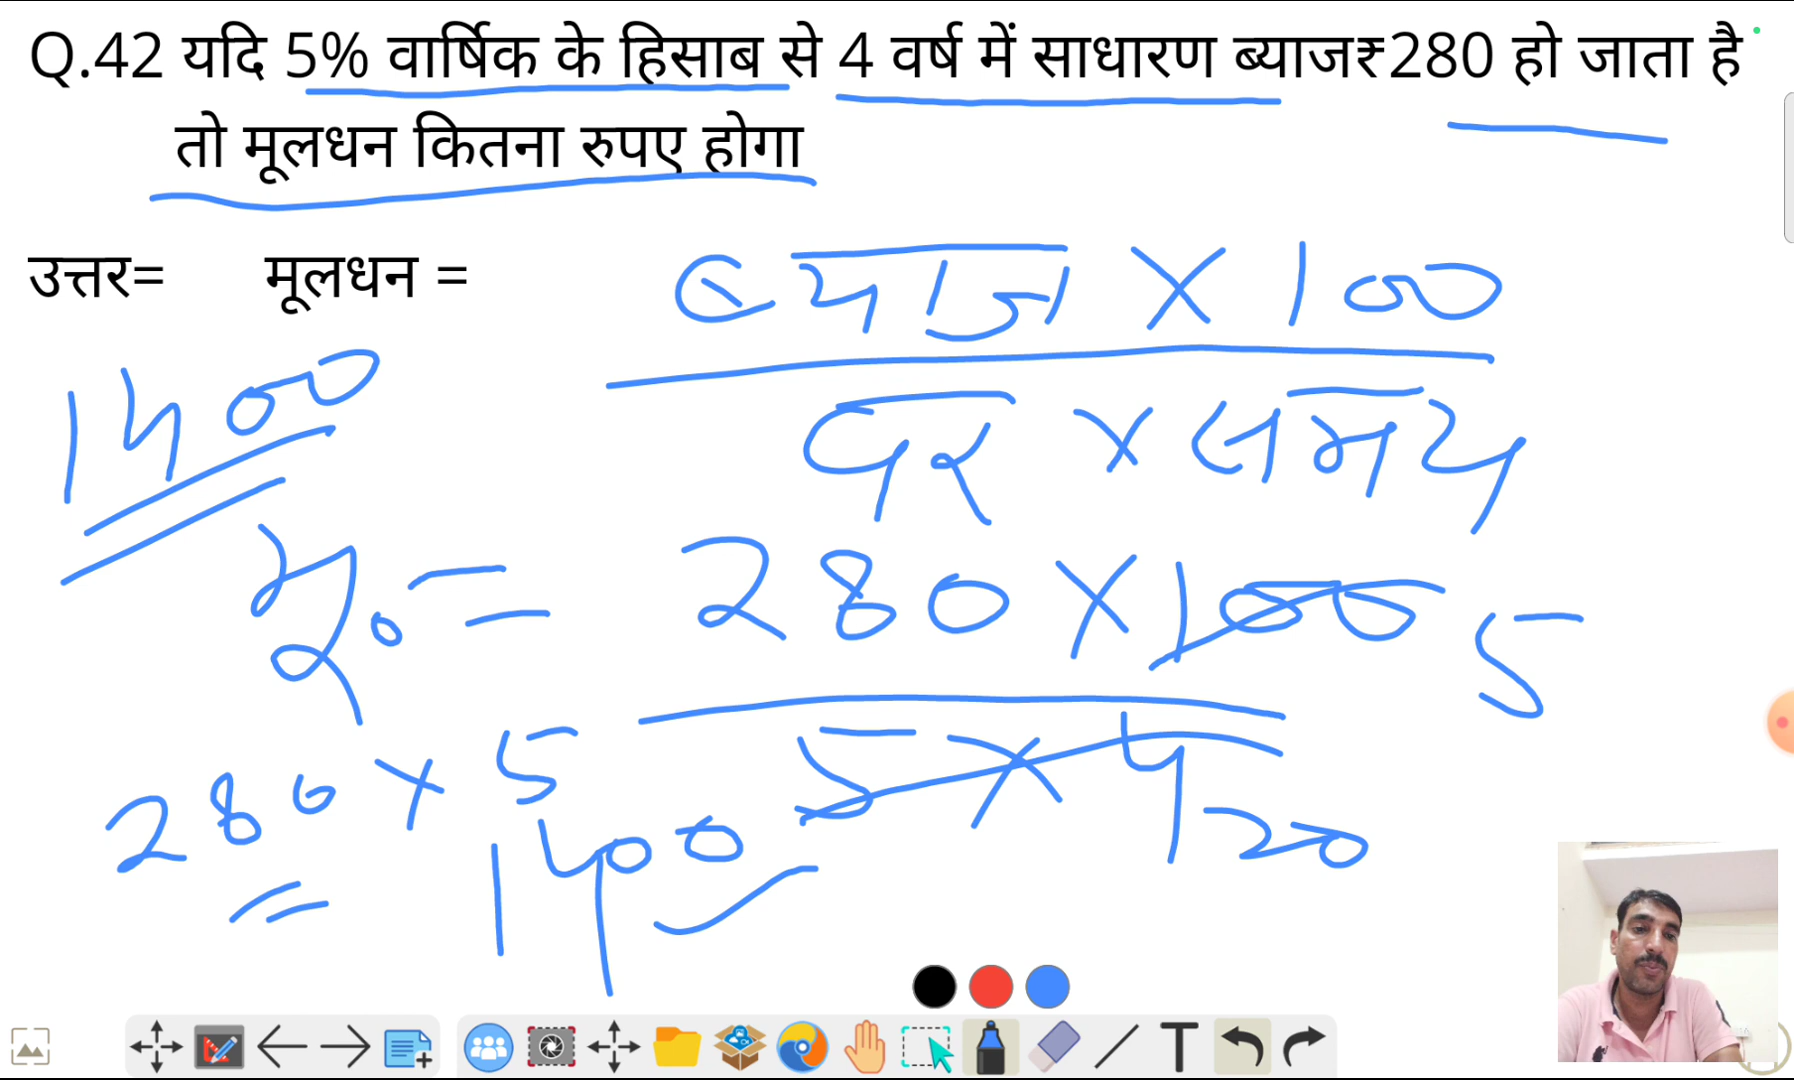 Q.42 यदि 5% वार्षिक के हिसाब से 4 वर्ष में साधारण ब्याज₹280 हो जाता है
तो मूलधन कितना रुपए होगा
उत्तर= मूलधन =
ब्याज × 100
दर × समय
1400
मू० = 280 × 100 5
5 × 4 20
280 × 5
= 1400
T